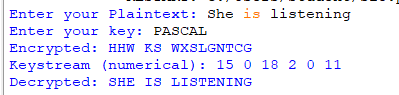 Enter your Plaintext: She is listening
Enter your key: PASCAL
Encrypted: HHW KS WXSLGNTCG
Keystream (numerical): 15 0 18 2 0 11
Decrypted: SHE IS LISTENING